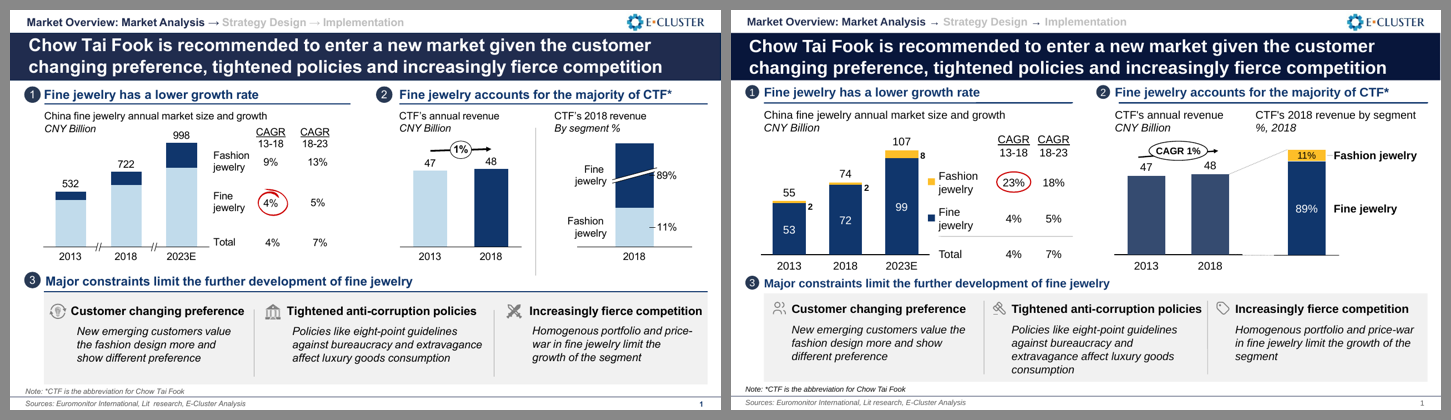 Market Overview: Market Analysis → Strategy Design → Implementation
E·CLUSTER
Chow Tai Fook is recommended to enter a new market given the customer
changing preference, tightened policies and increasingly fierce competition
1 Fine jewelry has a lower growth rate
2 Fine jewelry accounts for the majority of CTF*
China fine jewelry annual market size and growth
CNY Billion
CAGR
13-18
CAGR
18-23
532
722
998
Fashion
jewelry
9%
13%
Fine
jewelry
4%
5%
Total
4%
7%
2013
2018
2023E
CTF's annual revenue
CNY Billion
1%
47
48
2013
2018
CTF's 2018 revenue
By segment %
Fine
jewelry
89%
Fashion
jewelry
11%
2018
3 Major constraints limit the further development of fine jewelry
Customer changing preference
New emerging customers value
the fashion design more and
show different preference
Tightened anti-corruption policies
Policies like eight-point guidelines
against bureaucracy and extravagance
affect luxury goods consumption
Increasingly fierce competition
Homogenous portfolio and price-
war in fine jewelry limit the
growth of the segment
Note: *CTF is the abbreviation for Chow Tai Fook
Sources: Euromonitor International, Lit research, E-Cluster Analysis
1
Market Overview: Market Analysis → Strategy Design → Implementation
E·CLUSTER
Chow Tai Fook is recommended to enter a new market given the customer
changing preference, tightened policies and increasingly fierce competition
1 Fine jewelry has a lower growth rate
2 Fine jewelry accounts for the majority of CTF*
China fine jewelry annual market size and growth
CNY Billion
CAGR
13-18
CAGR
18-23
55
2
53
74
2
72
107
8
99
Fashion
jewelry
23%
18%
Fine
jewelry
4%
5%
Total
4%
7%
2013
2018
2023E
CTF's annual revenue
CNY Billion
CAGR 1%
47
48
2013
2018
CTF's 2018 revenue by segment
%, 2018
11%
Fashion jewelry
89%
Fine jewelry
3 Major constraints limit the further development of fine jewelry
Customer changing preference
New emerging customers value the
fashion design more and show
different preference
Tightened anti-corruption policies
Policies like eight-point guidelines
against bureaucracy and
extravagance affect luxury goods
consumption
Increasingly fierce competition
Homogenous portfolio and price-war
in fine jewelry limit the growth of the
segment
Note: *CTF is the abbreviation for Chow Tai Fook
Sources: Euromonitor International, Lit research, E-Cluster Analysis
1